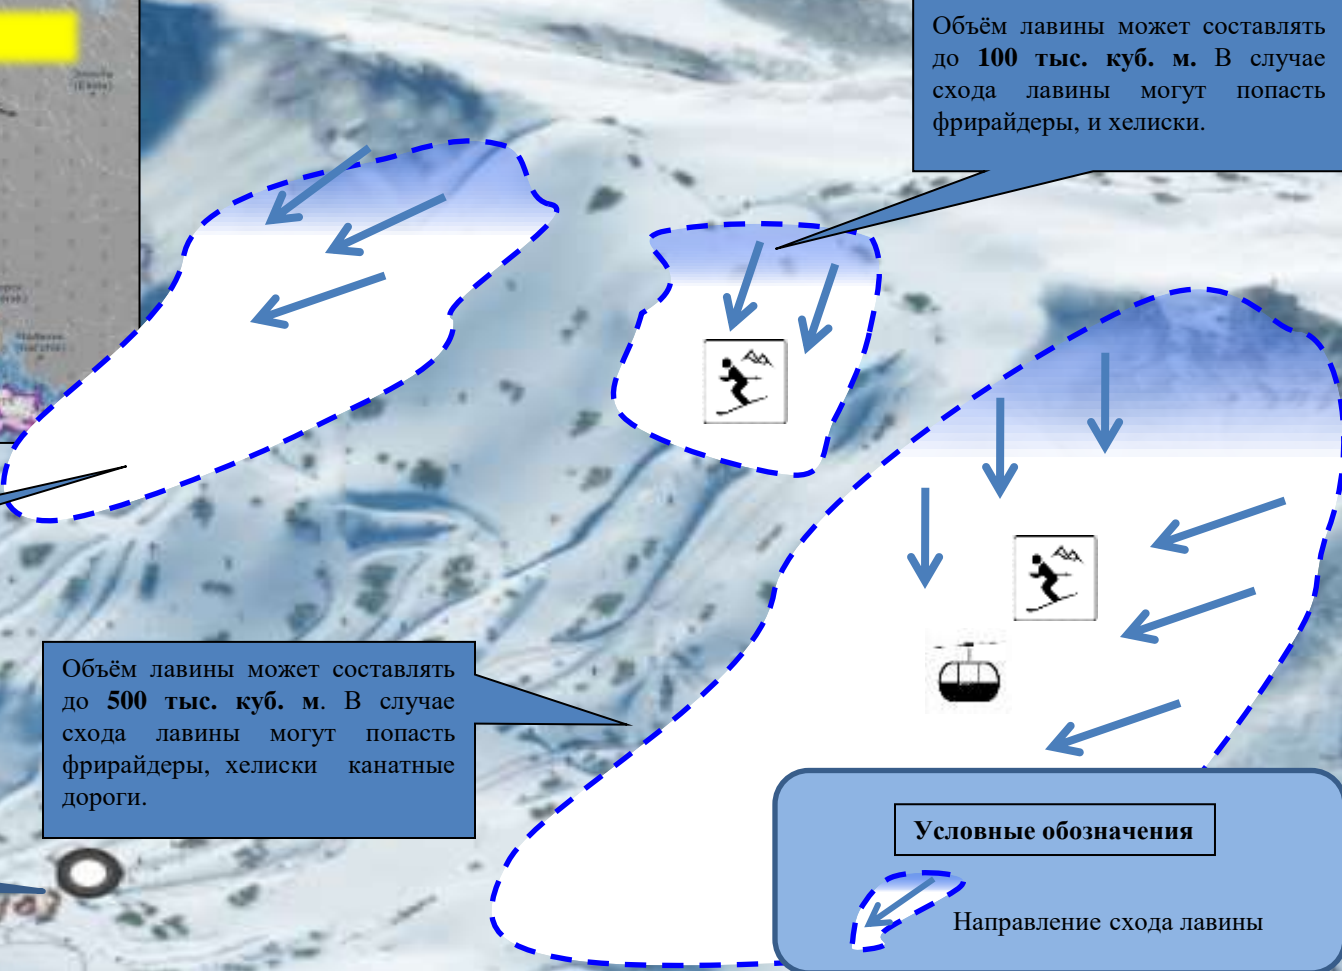 Объём лавины может составлять
до 100 тыс. куб. м. В случае
схода лавины могут попасть
фрирайдеры, и хелиски.
Объём лавины может составлять
до 500 тыс. куб. м. В случае
схода лавины могут попасть
фрирайдеры, хелиски канатные
дороги.
Условные обозначения
Направление схода лавины